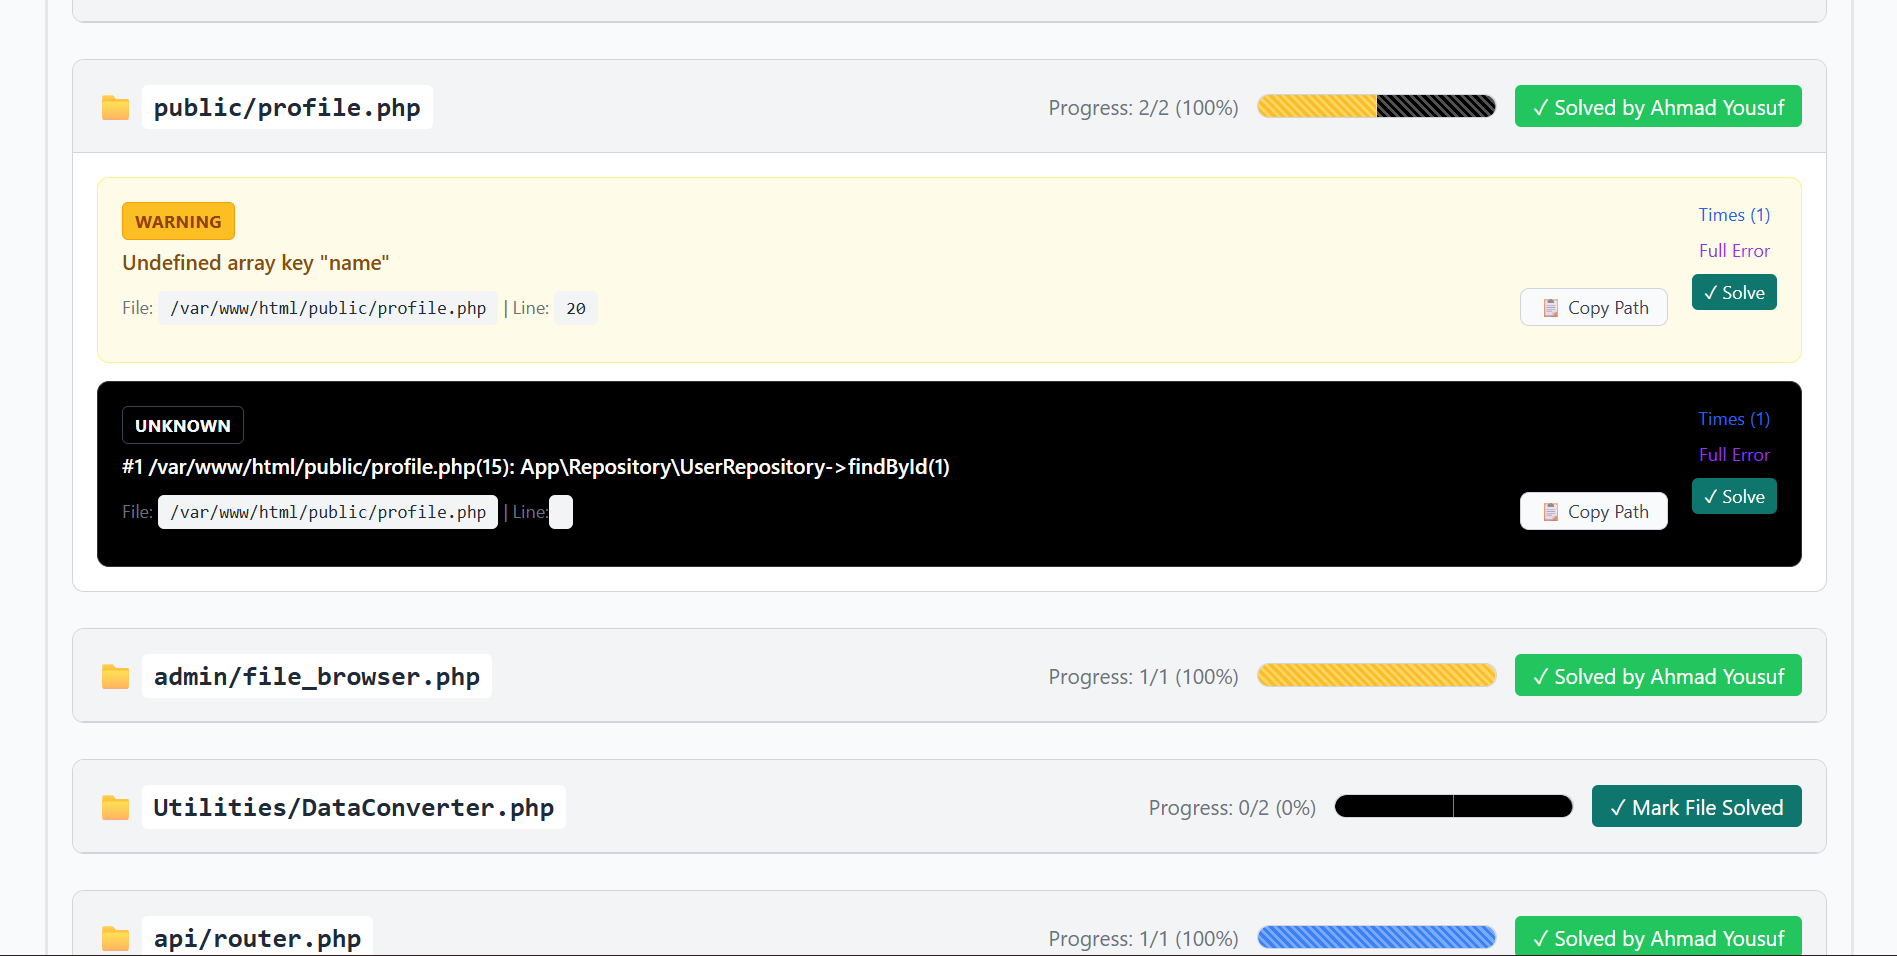 public/profile.php Progress: 2/2 (100%) ✓ Solved by Ahmad Yousuf
WARNING Times (1)
Undefined array key "name" Full Error
File: /var/www/html/public/profile.php | Line: 20 Copy Path ✓ Solve
UNKNOWN Times (1)
#1 /var/www/html/public/profile.php(15): App\Repository\UserRepository->findById(1) Full Error
File: /var/www/html/public/profile.php | Line: Copy Path ✓ Solve
admin/file_browser.php Progress: 1/1 (100%) ✓ Solved by Ahmad Yousuf
Utilities/DataConverter.php Progress: 0/2 (0%) ✓ Mark File Solved
api/router.php Progress: 1/1 (100%) ✓ Solved by Ahmad Yousuf